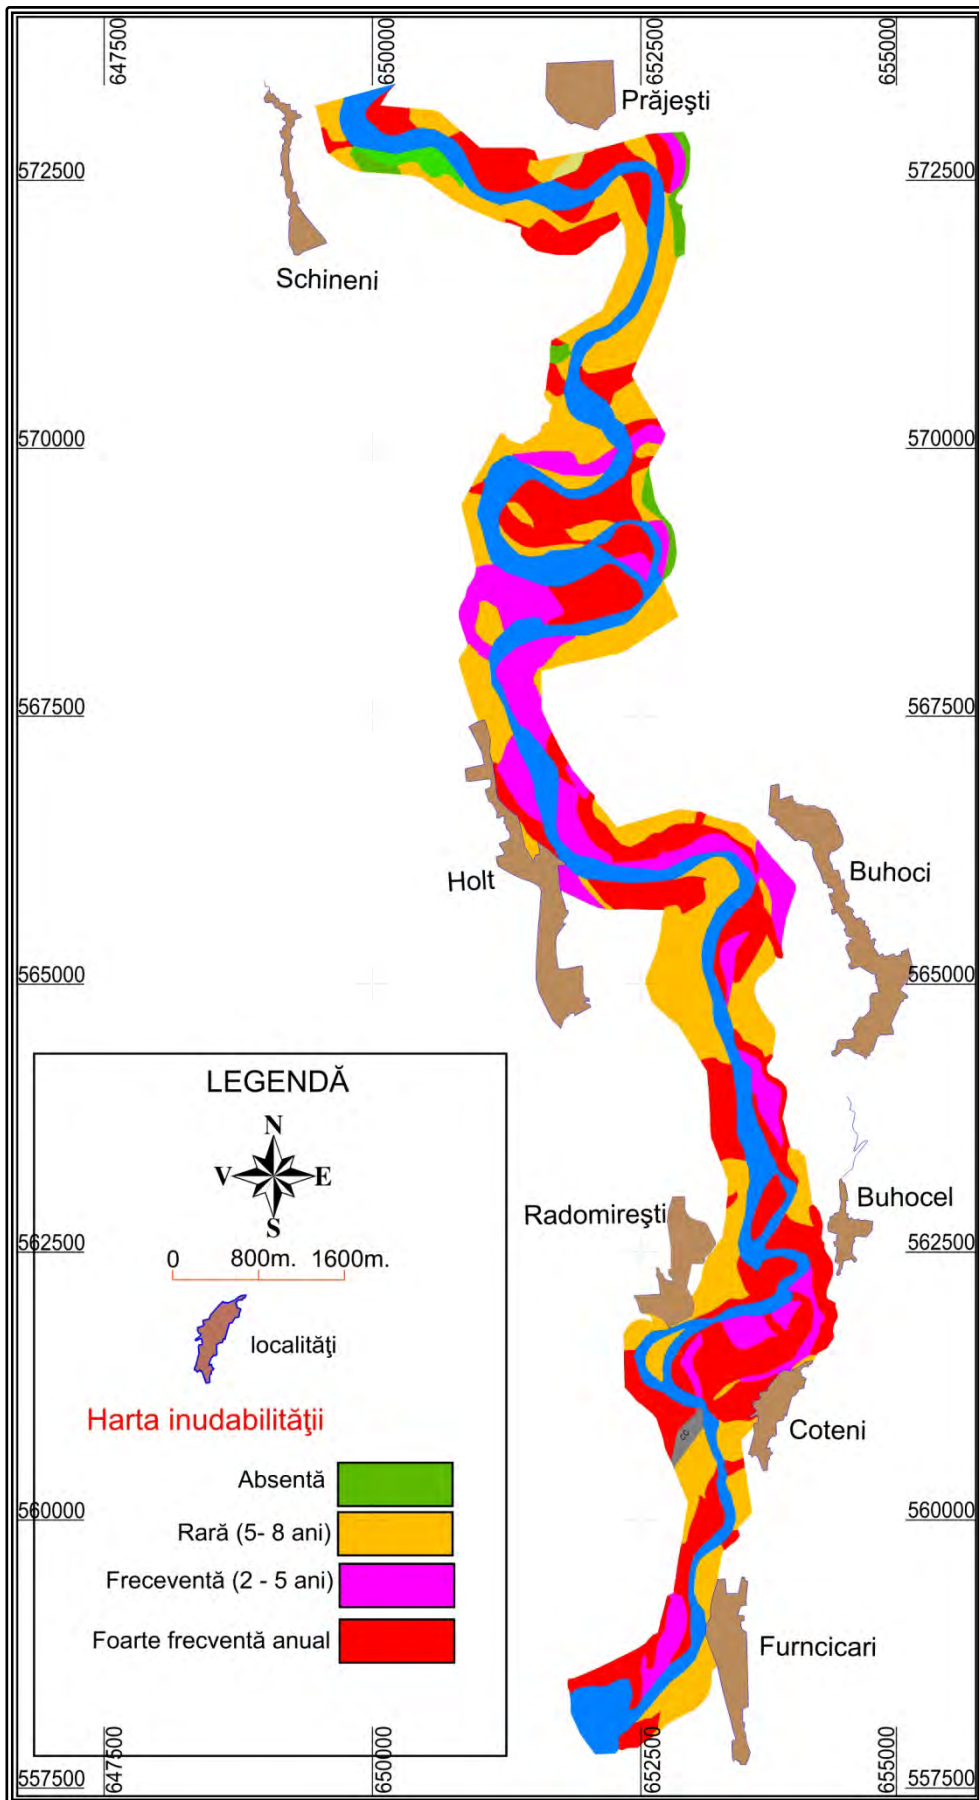 647500
650000
652500
655000
Prăjești
572500
572500
Schineni
570000
570000
567500
567500
Holt
Buhoci
565000
565000
LEGENDĂ
N
V
E
S
0
800m.
1600m.
localităţi
Harta inudabilităţii
Absentă
Rară (5- 8 ani)
Freceventă (2 - 5 ani)
Foarte frecventă anual
Radomireşti
Buhocel
562500
562500
Coteni
560000
560000
Furncicari
647500
650000
652500
655000
557500
557500